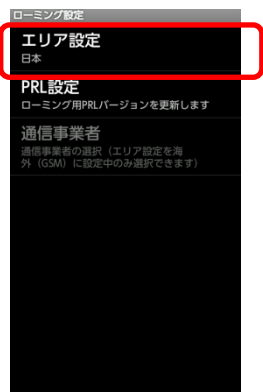 ローミング設定
エリア設定
日本
PRL設定
ローミング用PRLバージョンを更新します
通信事業者
通信事業者の選択（エリア設定を海
外（GSM）に設定中のみ選択できます）